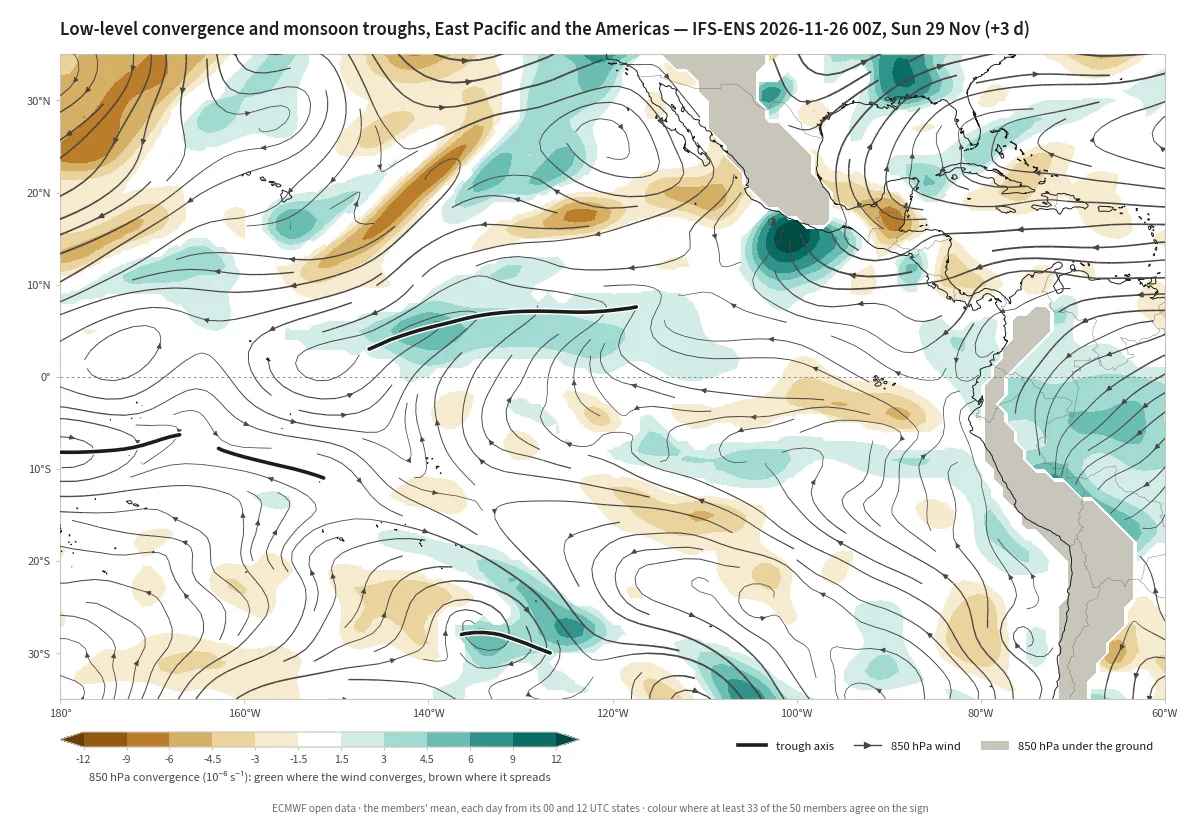 Low-level convergence and monsoon troughs, East Pacific and the Americas — IFS-ENS 2026-11-26 00Z, Sun 29 Nov (+3 d)
30°N
20°N
10°N
0°
10°S
20°S
30°S
180° 160°W 140°W 120°W 100°W 80°W 60°W
-12 -9 -6 -4.5 -3 -1.5 1.5 3 4.5 6 9 12
850 hPa convergence (10⁻⁶ s⁻¹): green where the wind converges, brown where it spreads
trough axis 850 hPa wind 850 hPa under the ground
ECMWF open data · the members' mean, each day from its 00 and 12 UTC states · colour where at least 33 of the 50 members agree on the sign